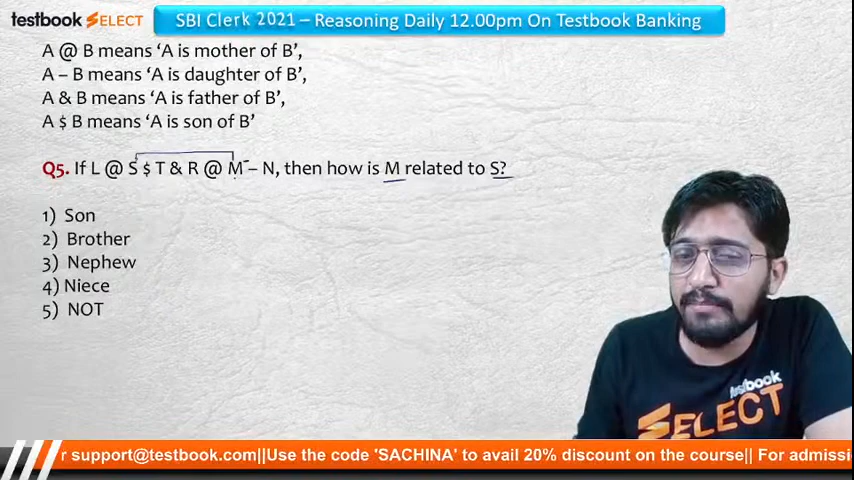 testbook SELECT
SBI Clerk 2021 – Reasoning Daily 12.00pm On Testbook Banking
A @ B means ‘A is mother of B’,
A – B means ‘A is daughter of B’,
A & B means ‘A is father of B’,
A $ B means ‘A is son of B’
Q5. If L @ S $ T & R @ M – N, then how is M related to S?
1) Son
2) Brother
3) Nephew
4) Niece
5) NOT
testbook
SELECT
r support@testbook.com||Use the code 'SACHINA' to avail 20% discount on the course|| For admissi